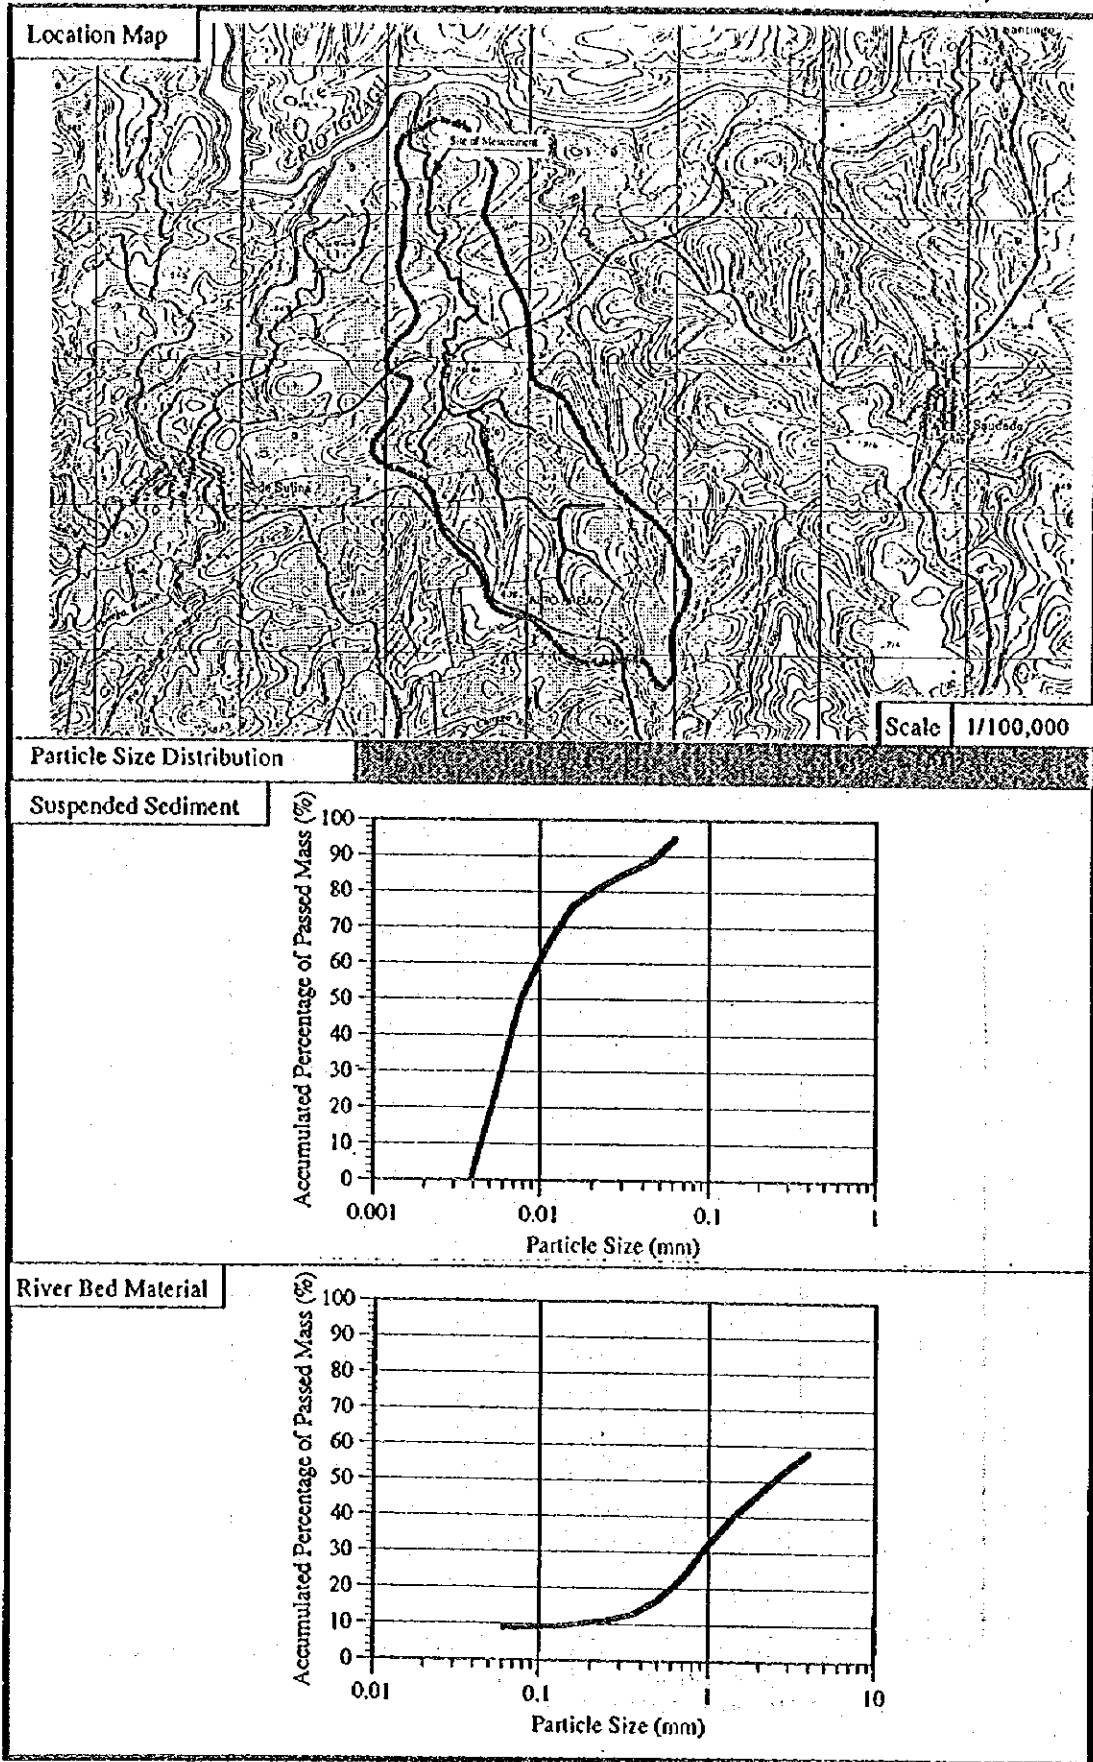 Location Map
Site of Mesurement
Saudade
Scale 1/100,000
Particle Size Distribution
Suspended Sediment
Accumulated Percentage of Passed Mass (%)
100
90
80
70
60
50
40
30
20
10
0
0.001 0.01 0.1 1
Particle Size (mm)
River Bed Material
Accumulated Percentage of Passed Mass (%)
100
90
80
70
60
50
40
30
20
10
0
0.01 0.1 1 10
Particle Size (mm)